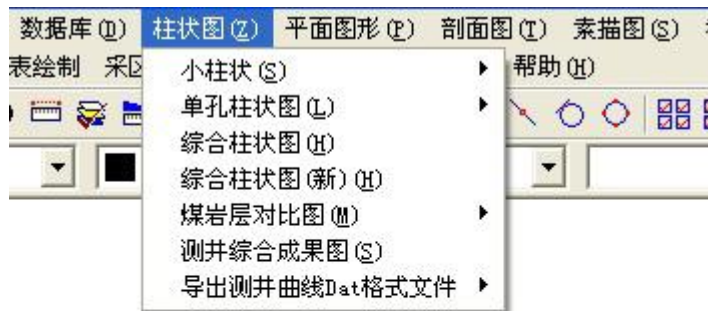 数据库(D) 柱状图(Z) 平面图形(P) 剖面图(T) 素描图(S)
表绘制 采区 帮助(H)
小柱状(S)
单孔柱状图(L)
综合柱状图(H)
综合柱状图(新)(H)
煤岩层对比图(M)
测井综合成果图(S)
导出测井曲线Dat格式文件